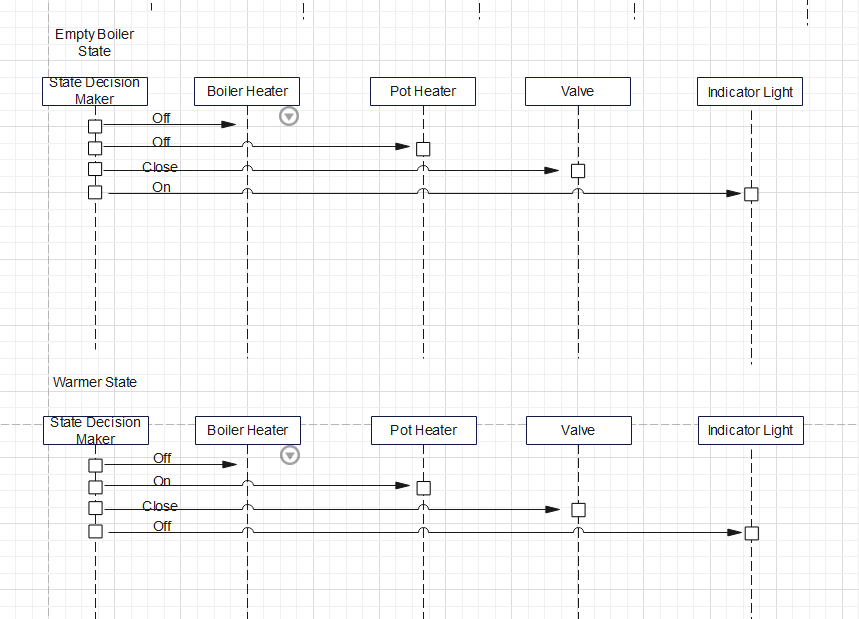 Empty Boiler
State
State Decision
Maker
Boiler Heater
Pot Heater
Valve
Indicator Light
Off
Off
Close
On
Warmer State
State Decision
Maker
Boiler Heater
Pot Heater
Valve
Indicator Light
Off
On
Close
Off